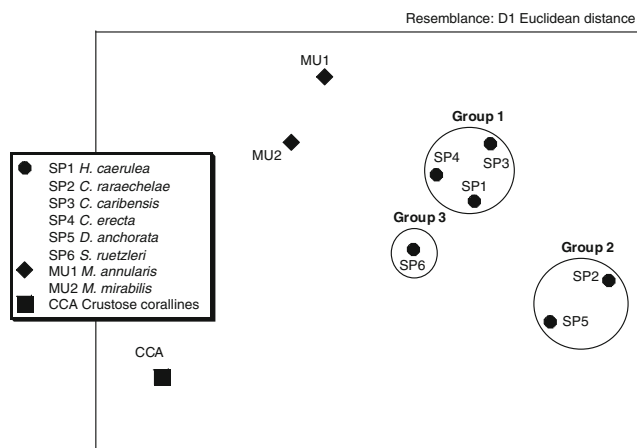 Resemblance: D1 Euclidean distance
MU1
MU2
Group 1
SP4
SP3
SP1
Group 3
SP6
Group 2
SP2
SP5
SP1 H. caerulea
SP2 C. raraechelae
SP3 C. caribensis
SP4 C. erecta
SP5 D. anchorata
SP6 S. ruetzleri
MU1 M. annularis
MU2 M. mirabilis
CCA Crustose corallines
CCA